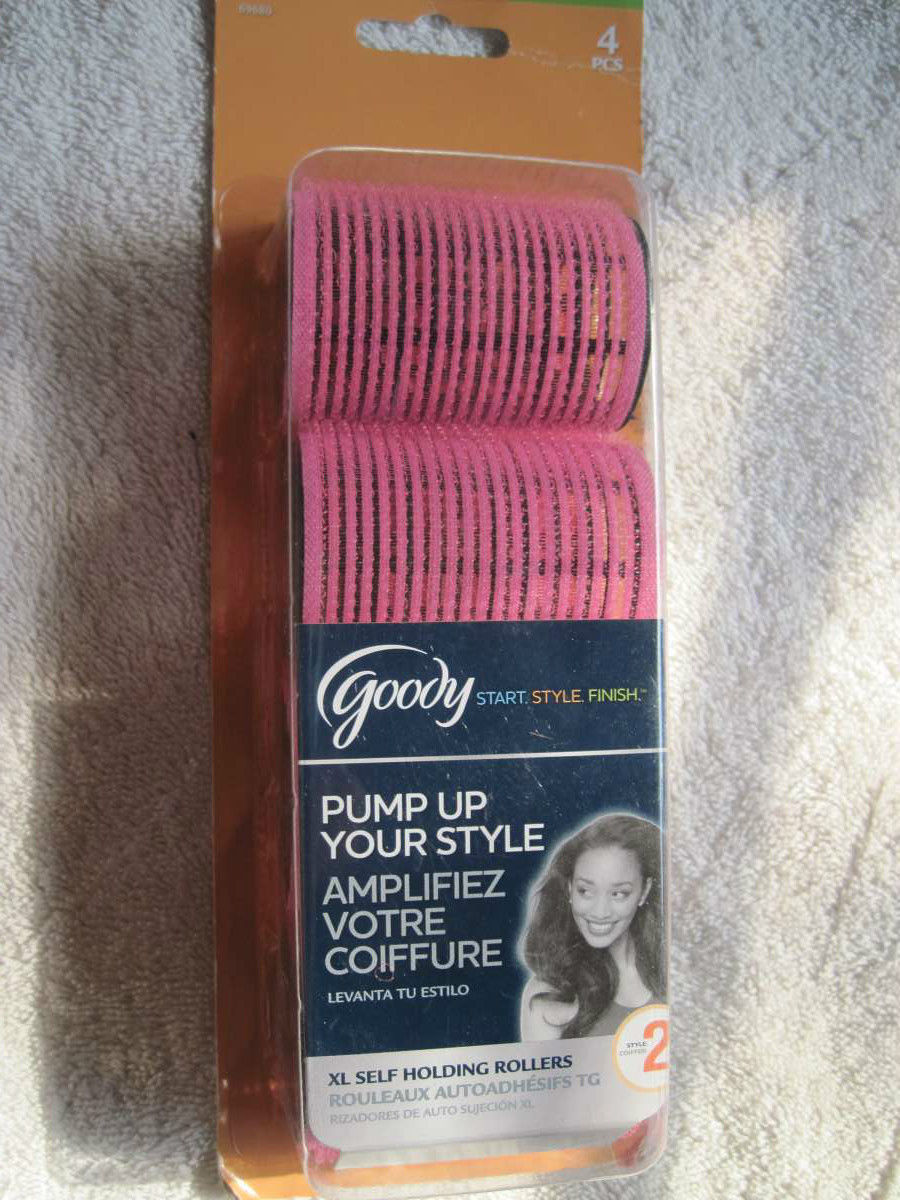 69680
4
PCS
goody START. STYLE. FINISH.™
PUMP UP
YOUR STYLE
AMPLIFIEZ
VOTRE
COIFFURE
LEVANTA TU ESTILO
STYLE
COIFFURE
2
XL SELF HOLDING ROLLERS
ROULEAUX AUTOADHÉSIFS TG
RIZADORES DE AUTO SUJECIÓN XL